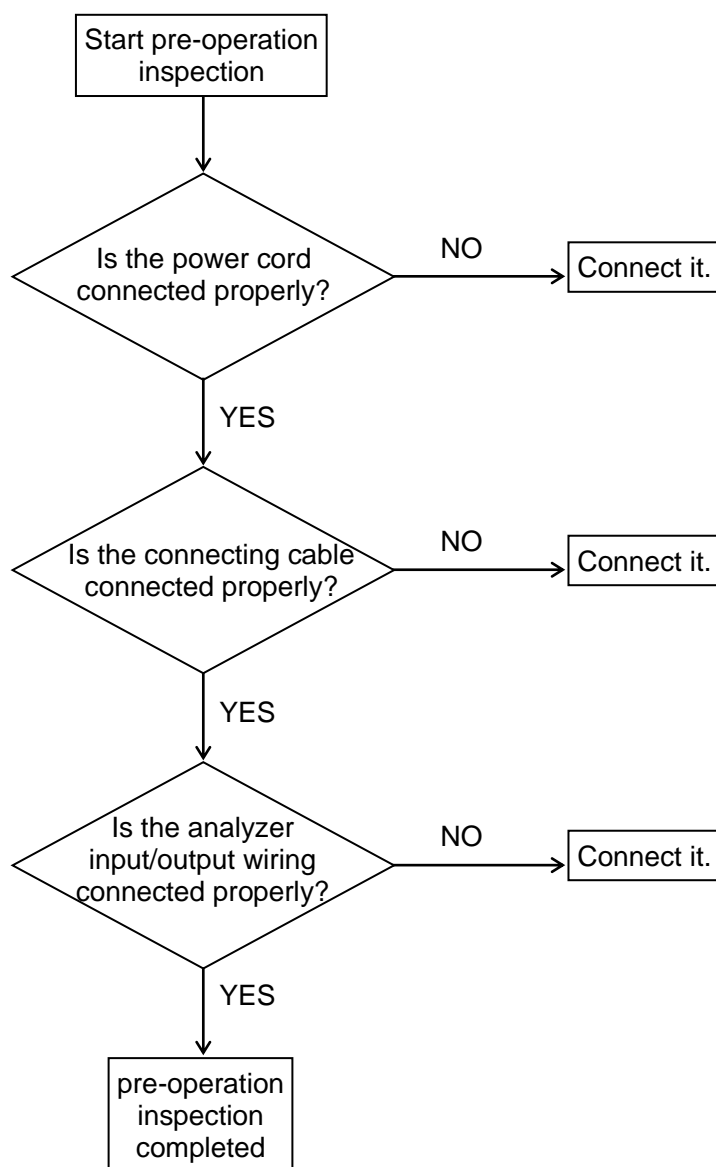 Start pre-operation
inspection
Is the power cord
connected properly?
NO
Connect it.
YES
Is the connecting cable
connected properly?
NO
Connect it.
YES
Is the analyzer
input/output wiring
connected properly?
NO
Connect it.
YES
pre-operation
inspection
completed